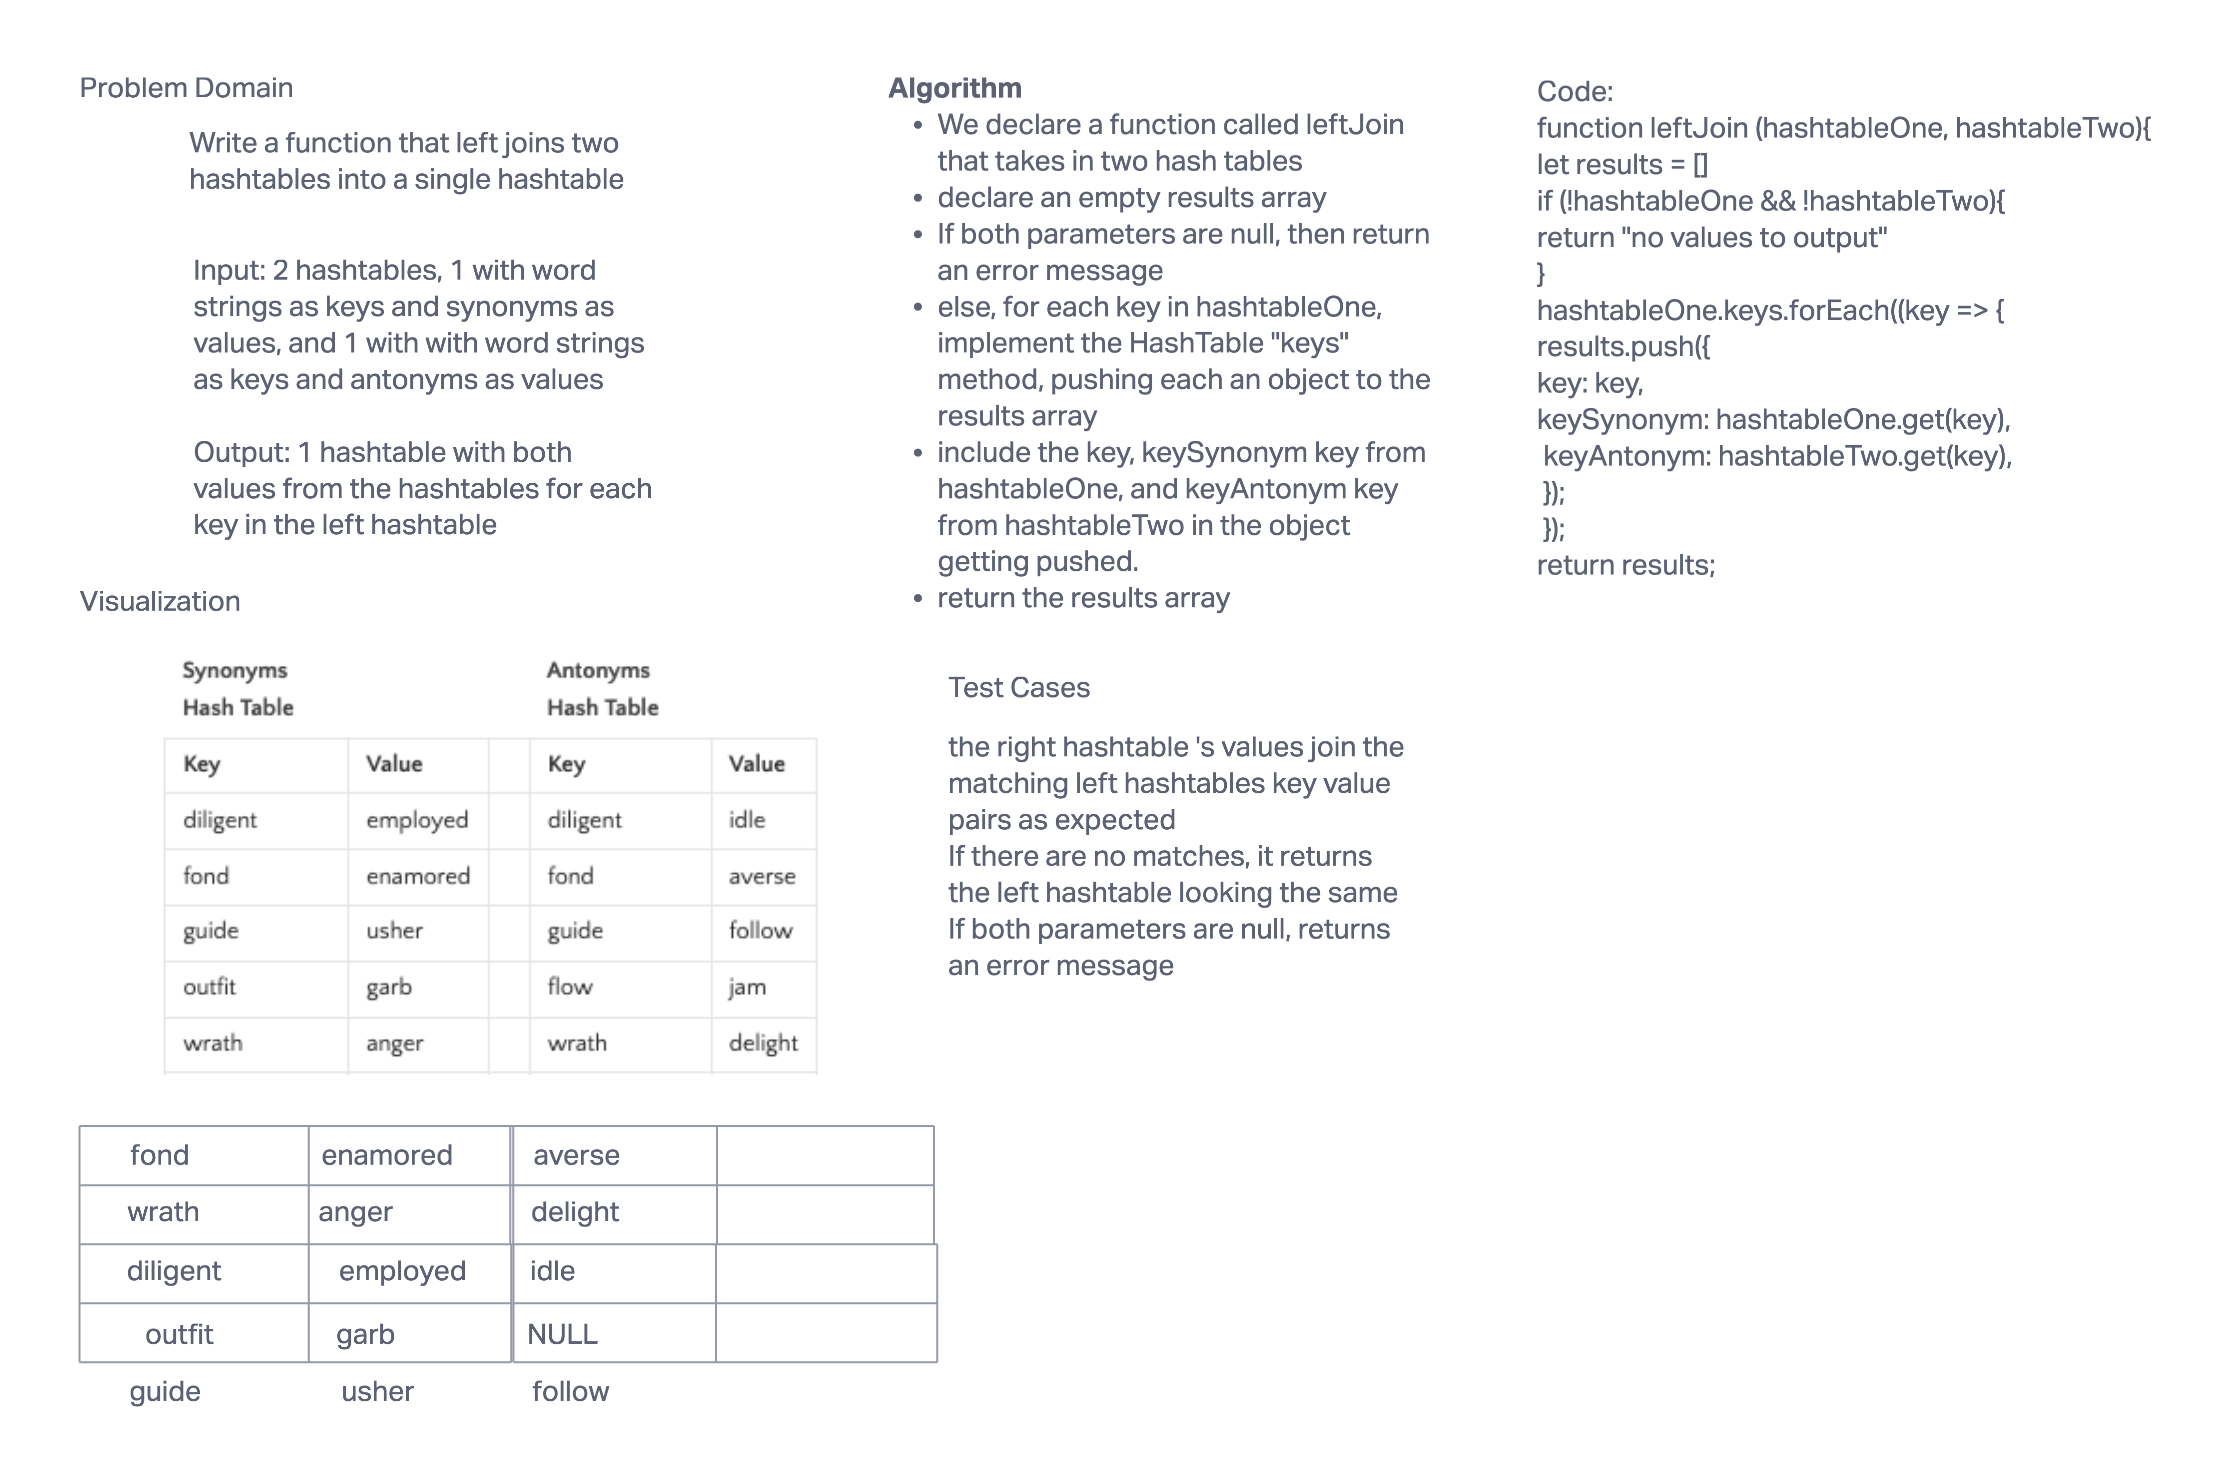 Problem Domain
Write a function that left joins two
hashtables into a single hashtable
Input: 2 hashtables, 1 with word
strings as keys and synonyms as
values, and 1 with with word strings
as keys and antonyms as values
Output: 1 hashtable with both
values from the hashtables for each
key in the left hashtable
Visualization
Synonyms Antonyms
Hash Table Hash Table
Key Value Key Value
diligent employed diligent idle
fond enamored fond averse
guide usher guide follow
outfit garb flow jam
wrath anger wrath delight
fond enamored averse
wrath anger delight
diligent employed idle
outfit garb NULL
guide usher follow
Algorithm
• We declare a function called leftJoin
that takes in two hash tables
• declare an empty results array
• If both parameters are null, then return
an error message
• else, for each key in hashtableOne,
implement the HashTable "keys"
method, pushing each an object to the
results array
• include the key, keySynonym key from
hashtableOne, and keyAntonym key
from hashtableTwo in the object
getting pushed.
• return the results array
Test Cases
the right hashtable 's values join the
matching left hashtables key value
pairs as expected
If there are no matches, it returns
the left hashtable looking the same
If both parameters are null, returns
an error message
Code:
function leftJoin (hashtableOne, hashtableTwo){
let results = []
if (!hashtableOne && !hashtableTwo){
return "no values to output"
}
hashtableOne.keys.forEach((key => {
results.push({
key: key,
keySynonym: hashtableOne.get(key),
keyAntonym: hashtableTwo.get(key),
});
});
return results;